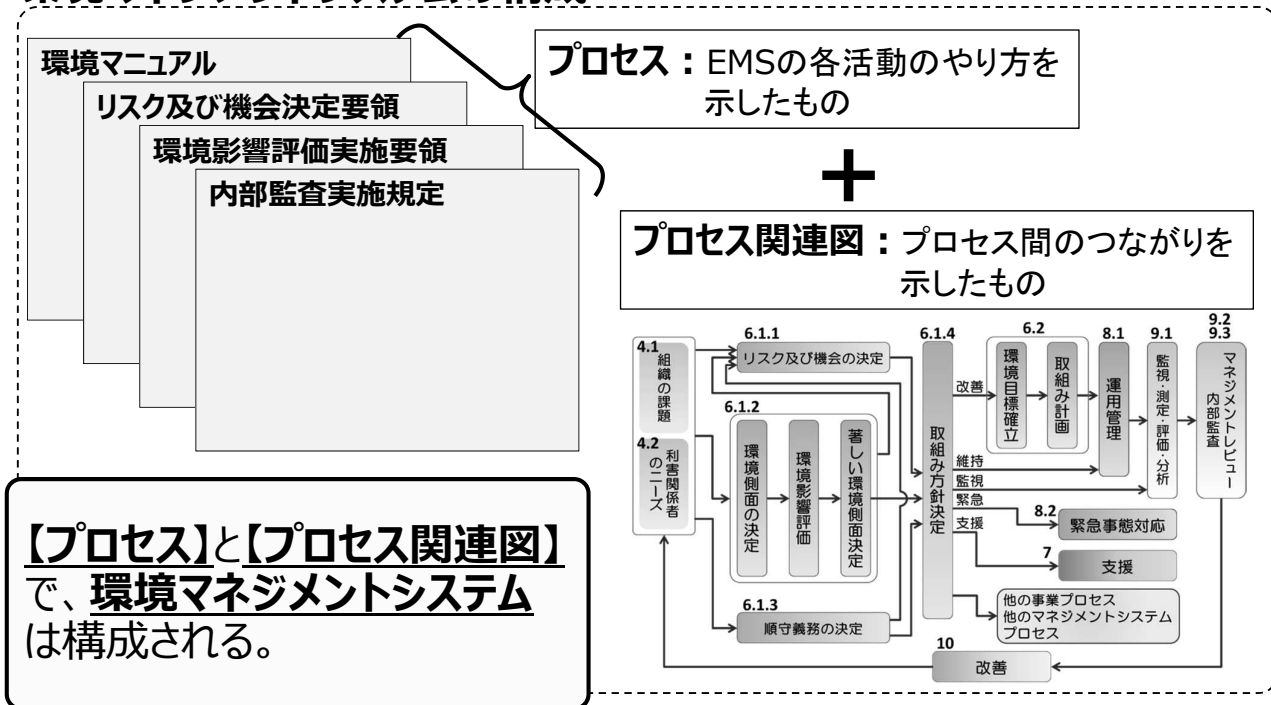 環境マニュアル
リスク及び機会決定要領
環境影響評価実施要領
内部監査実施規定
プロセス：EMSの各活動のやり方を
示したもの
+
プロセス関連図：プロセス間のつながりを
示したもの
【プロセス】と【プロセス関連図】
で、環境マネジメントシステム
は構成される。
4.1
組織の課題
4.2
利害関係者
のニーズ
6.1.1
リスク及び機会の決定
6.1.2
環境側面の決定
環境影響評価
著しい環境側面決定
6.1.3
順守義務の決定
6.1.4
取組み方針決定
改善
維持
監視
緊急
支援
6.2
環境目標確立
取組み計画
8.1
運用管理
9.1
監視・測定・評価・分析
9.2
9.3
マネジメントレビュー
内部監査
8.2
緊急事態対応
7
支援
他の事業プロセス
他のマネジメントシステム
プロセス
10
改善